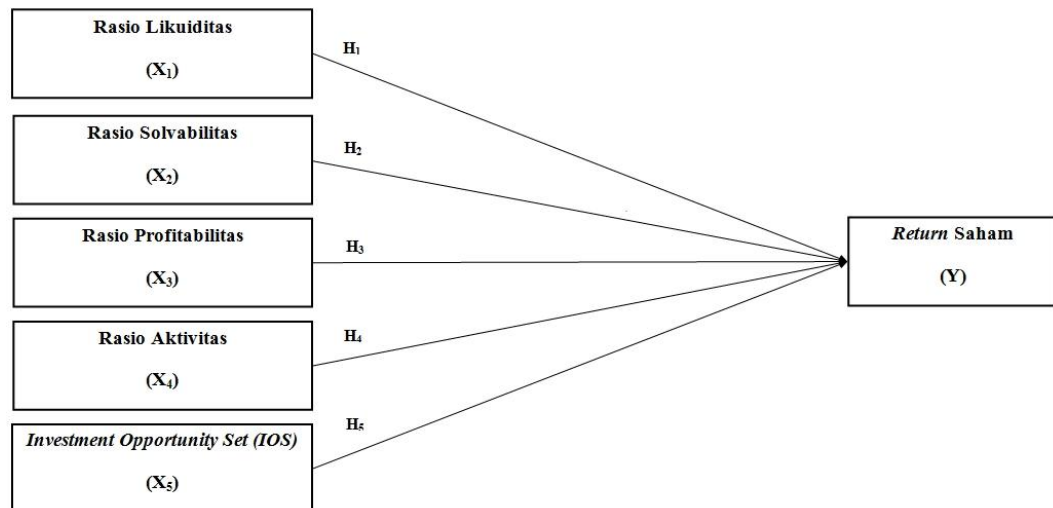 Rasio Likuiditas
(X₁)
H₁
Rasio Solvabilitas
(X₂)
H₂
Rasio Profitabilitas
(X₃)
H₃
Return Saham
(Y)
Rasio Aktivitas
(X₄)
H₄
Investment Opportunity Set (IOS)
(X₅)
H₅